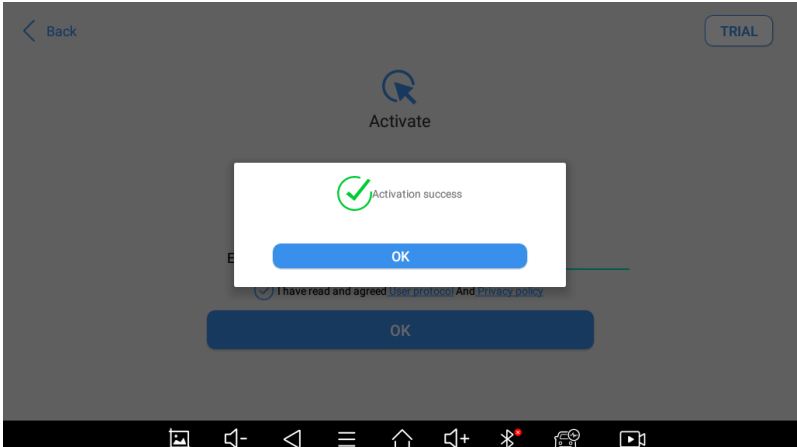 Back
TRIAL
Activate
Activation success
OK
E
I have read and agreed User protocol And Privacy policy
OK